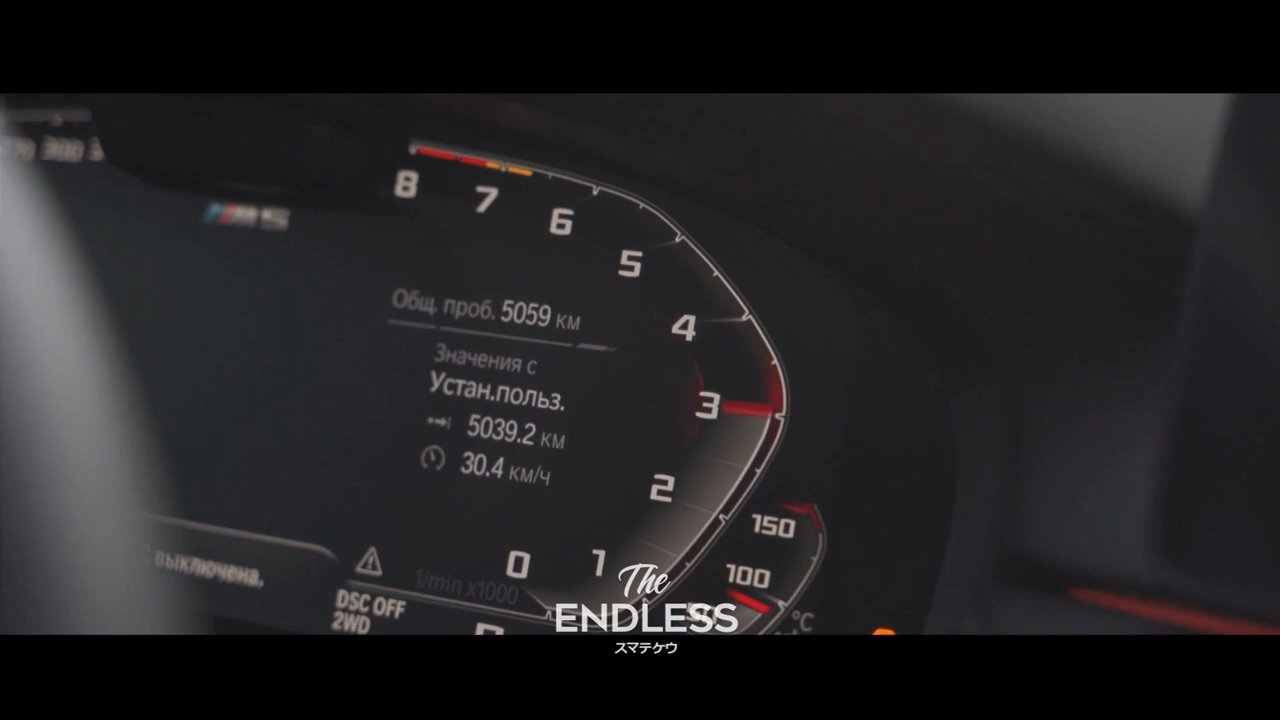 M5
8
7
6
5
4
3
2
1
0
Общ. проб. 5059 км
Значения с
Устан.польз.
5039.2 км
30.4 км/ч
150
100
50
°C
выключена.
1/min x1000
DSC OFF
2WD
The
ENDLESS
スマテケウ